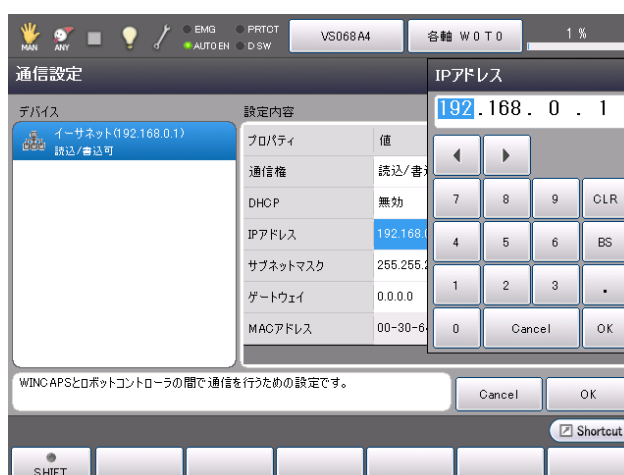 EMG
PRTCT
MAN
ANY
AUTO EN
D SW
VS068A4
各軸 W 0 T 0
1 %
通信設定
デバイス
イーサネット(192.168.0.1)
読込/書込可
設定内容
プロパティ
値
通信権
読込/書
DHCP
無効
IPアドレス
192.168.
サブネットマスク
255.255.
ゲートウェイ
0.0.0.0
MACアドレス
00-30-6
IPアドレス
192 . 168 . 0 . 1
7
8
9
CLR
4
5
6
BS
1
2
3
.
0
Cancel
OK
WINCAPSとロボットコントローラの間で通信を行うための設定です。
Cancel
OK
Shortcut
SHIFT